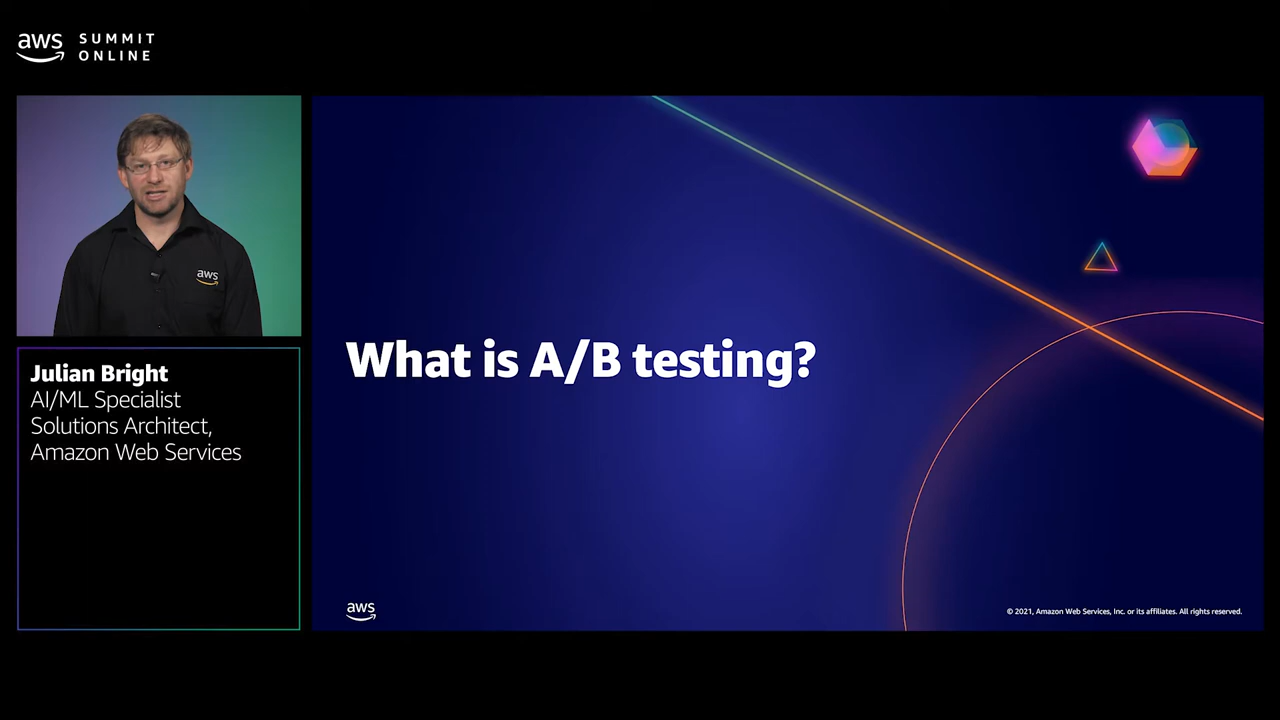 aws SUMMIT
ONLINE
aws
Julian Bright
AI/ML Specialist
Solutions Architect,
Amazon Web Services
What is A/B testing?
aws
© 2021, Amazon Web Services, Inc. or its affiliates. All rights reserved.